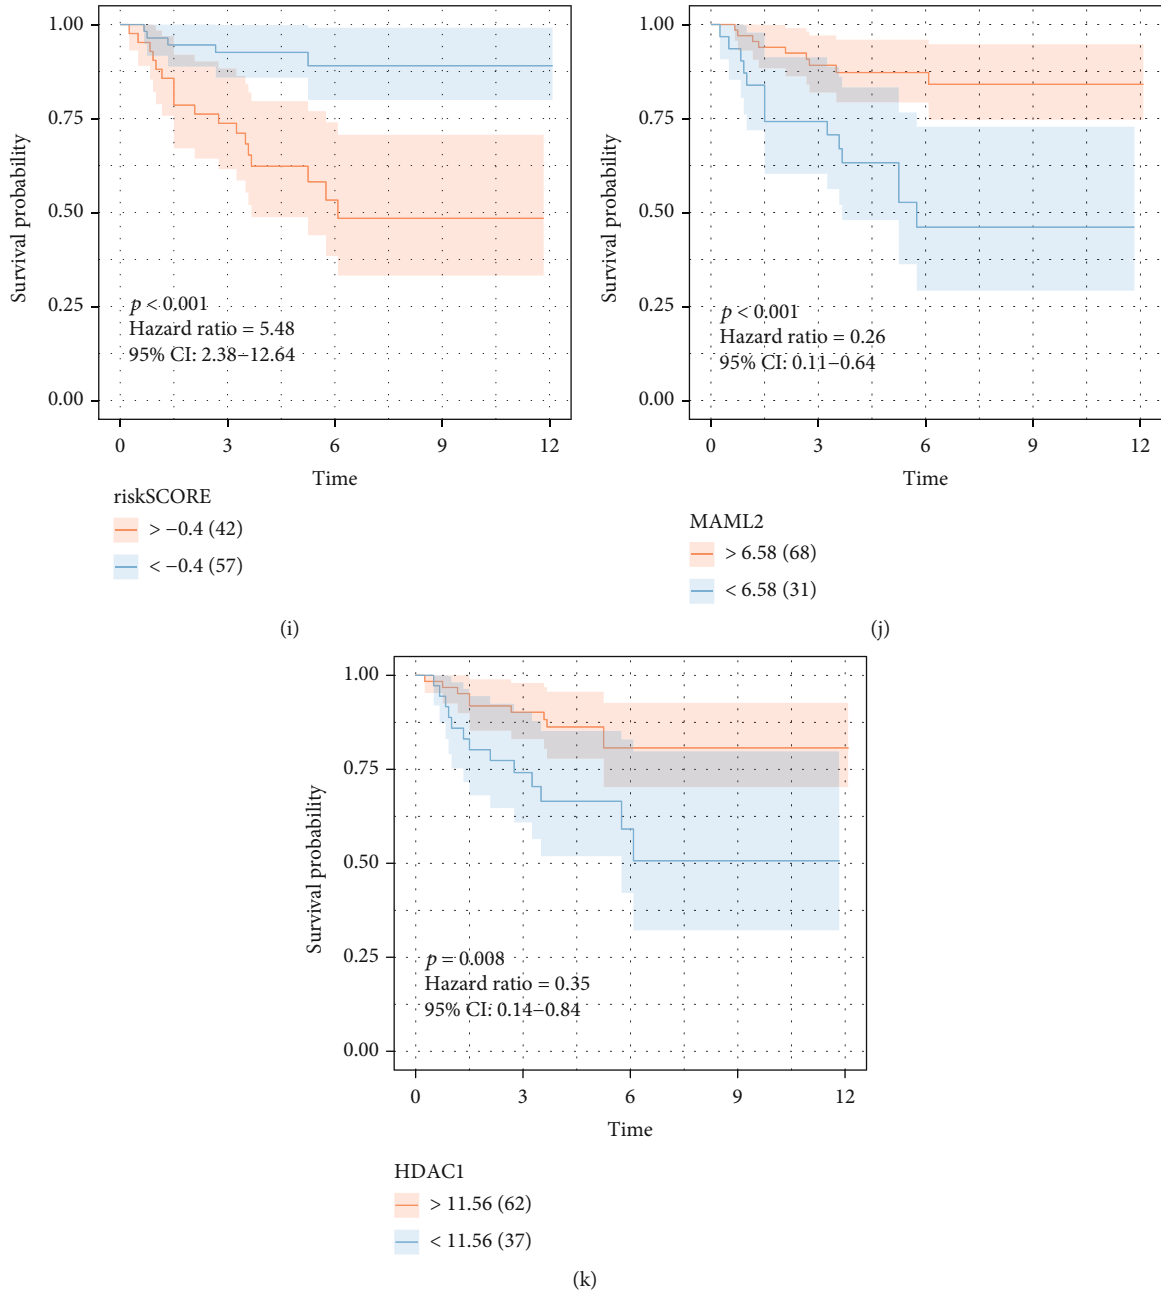 1.00
0.75
0.50
0.25
0.00
Survival probability
p < 0.001
Hazard ratio = 5.48
95% CI: 2.38–12.64
0 3 6 9 12
Time
riskSCORE
> −0.4 (42)
< −0.4 (57)
(i)
1.00
0.75
0.50
0.25
0.00
Survival probability
p < 0.001
Hazard ratio = 0.26
95% CI: 0.11–0.64
0 3 6 9 12
Time
MAML2
> 6.58 (68)
< 6.58 (31)
(j)
1.00
0.75
0.50
0.25
0.00
Survival probability
p = 0.008
Hazard ratio = 0.35
95% CI: 0.14–0.84
0 3 6 9 12
Time
HDAC1
> 11.56 (62)
< 11.56 (37)
(k)